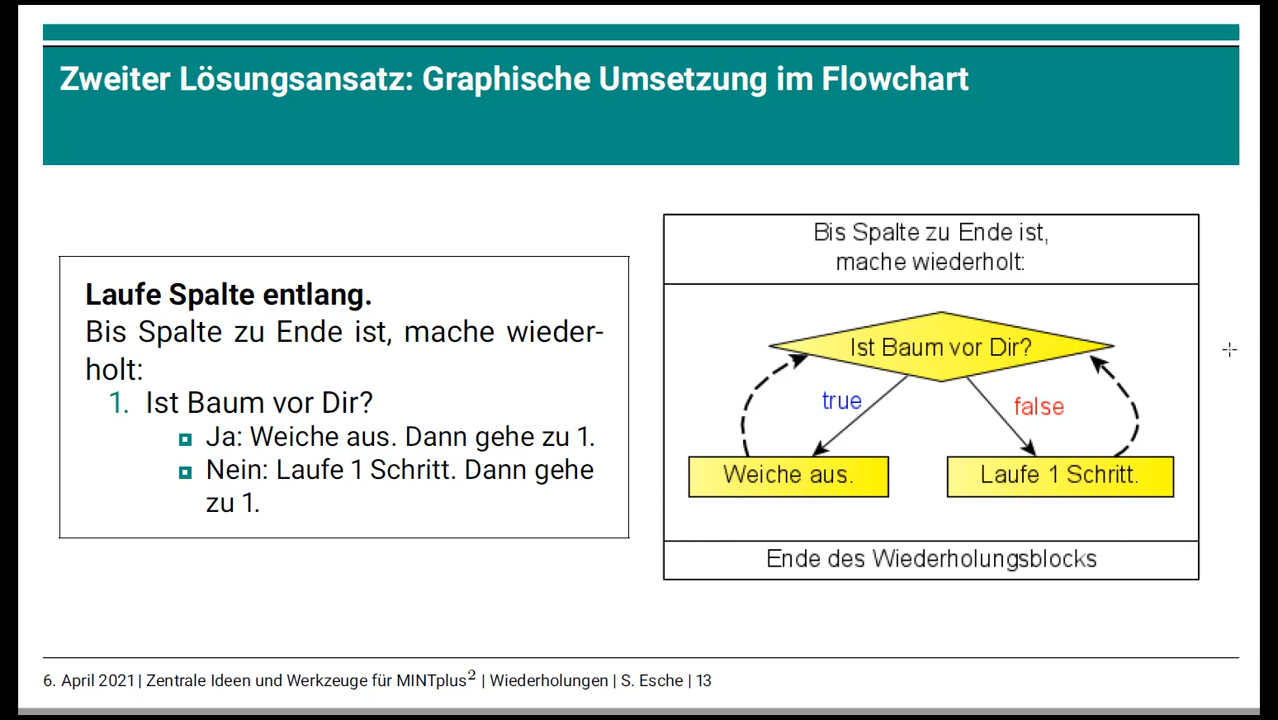 Zweiter Lösungsansatz: Graphische Umsetzung im Flowchart
Laufe Spalte entlang.
Bis Spalte zu Ende ist, mache wieder-
holt:
1. Ist Baum vor Dir?
Ja: Weiche aus. Dann gehe zu 1.
Nein: Laufe 1 Schritt. Dann gehe
zu 1.
Bis Spalte zu Ende ist,
mache wiederholt:
Ist Baum vor Dir?
true
false
Weiche aus.
Laufe 1 Schritt.
Ende des Wiederholungsblocks
6. April 2021 | Zentrale Ideen und Werkzeuge für MINTplus² | Wiederholungen | S. Esche | 13